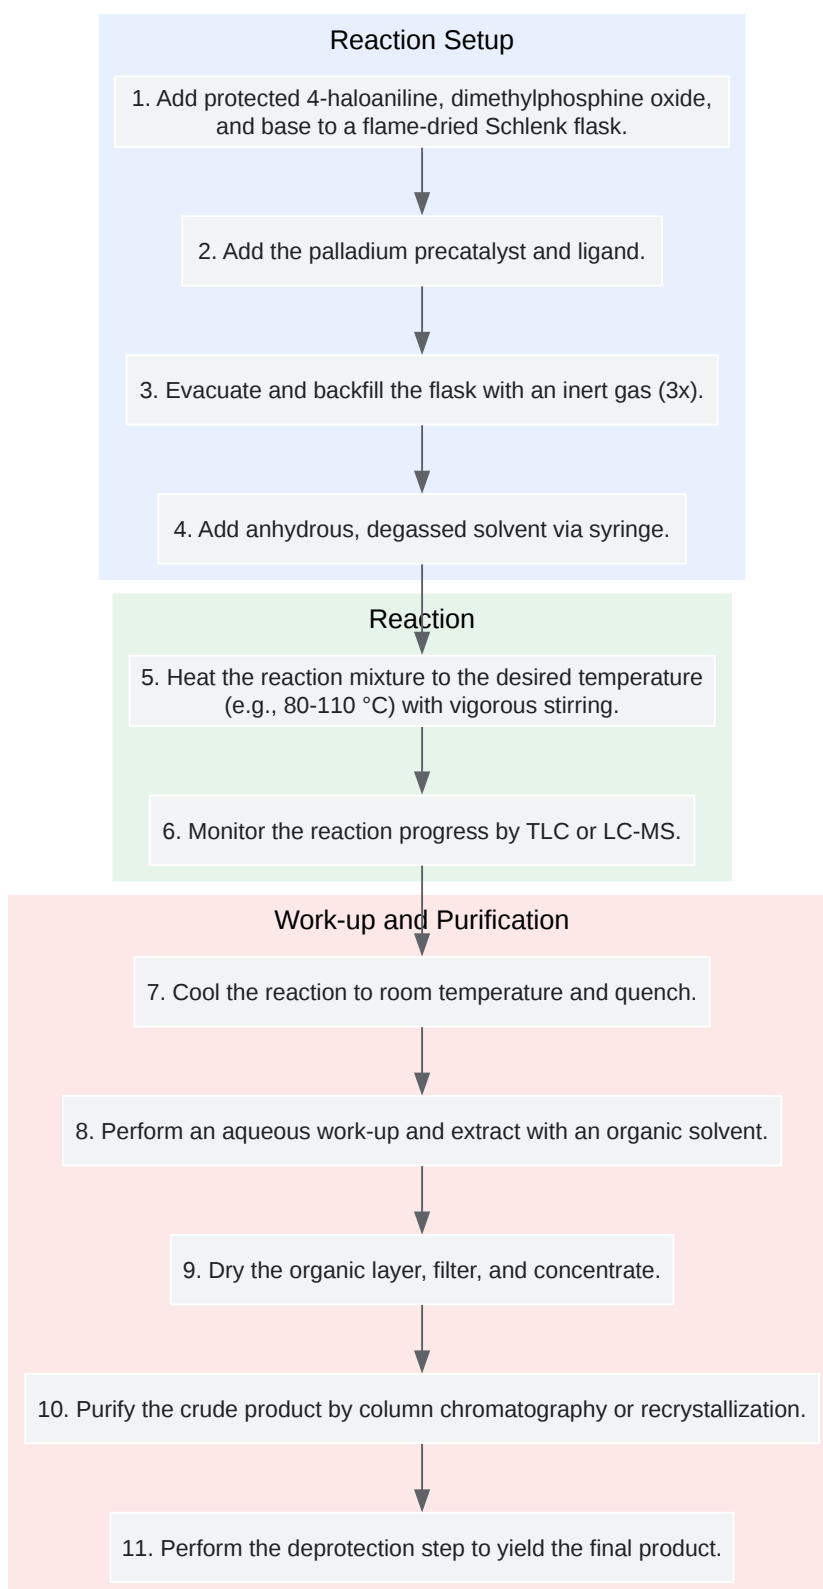 Reaction Setup
1. Add protected 4-haloaniline, dimethylphosphine oxide,
and base to a flame-dried Schlenk flask.
2. Add the palladium precatalyst and ligand.
3. Evacuate and backfill the flask with an inert gas (3x).
4. Add anhydrous, degassed solvent via syringe.
Reaction
5. Heat the reaction mixture to the desired temperature
(e.g., 80-110 °C) with vigorous stirring.
6. Monitor the reaction progress by TLC or LC-MS.
Work-up and Purification
7. Cool the reaction to room temperature and quench.
8. Perform an aqueous work-up and extract with an organic solvent.
9. Dry the organic layer, filter, and concentrate.
10. Purify the crude product by column chromatography or recrystallization.
11. Perform the deprotection step to yield the final product.